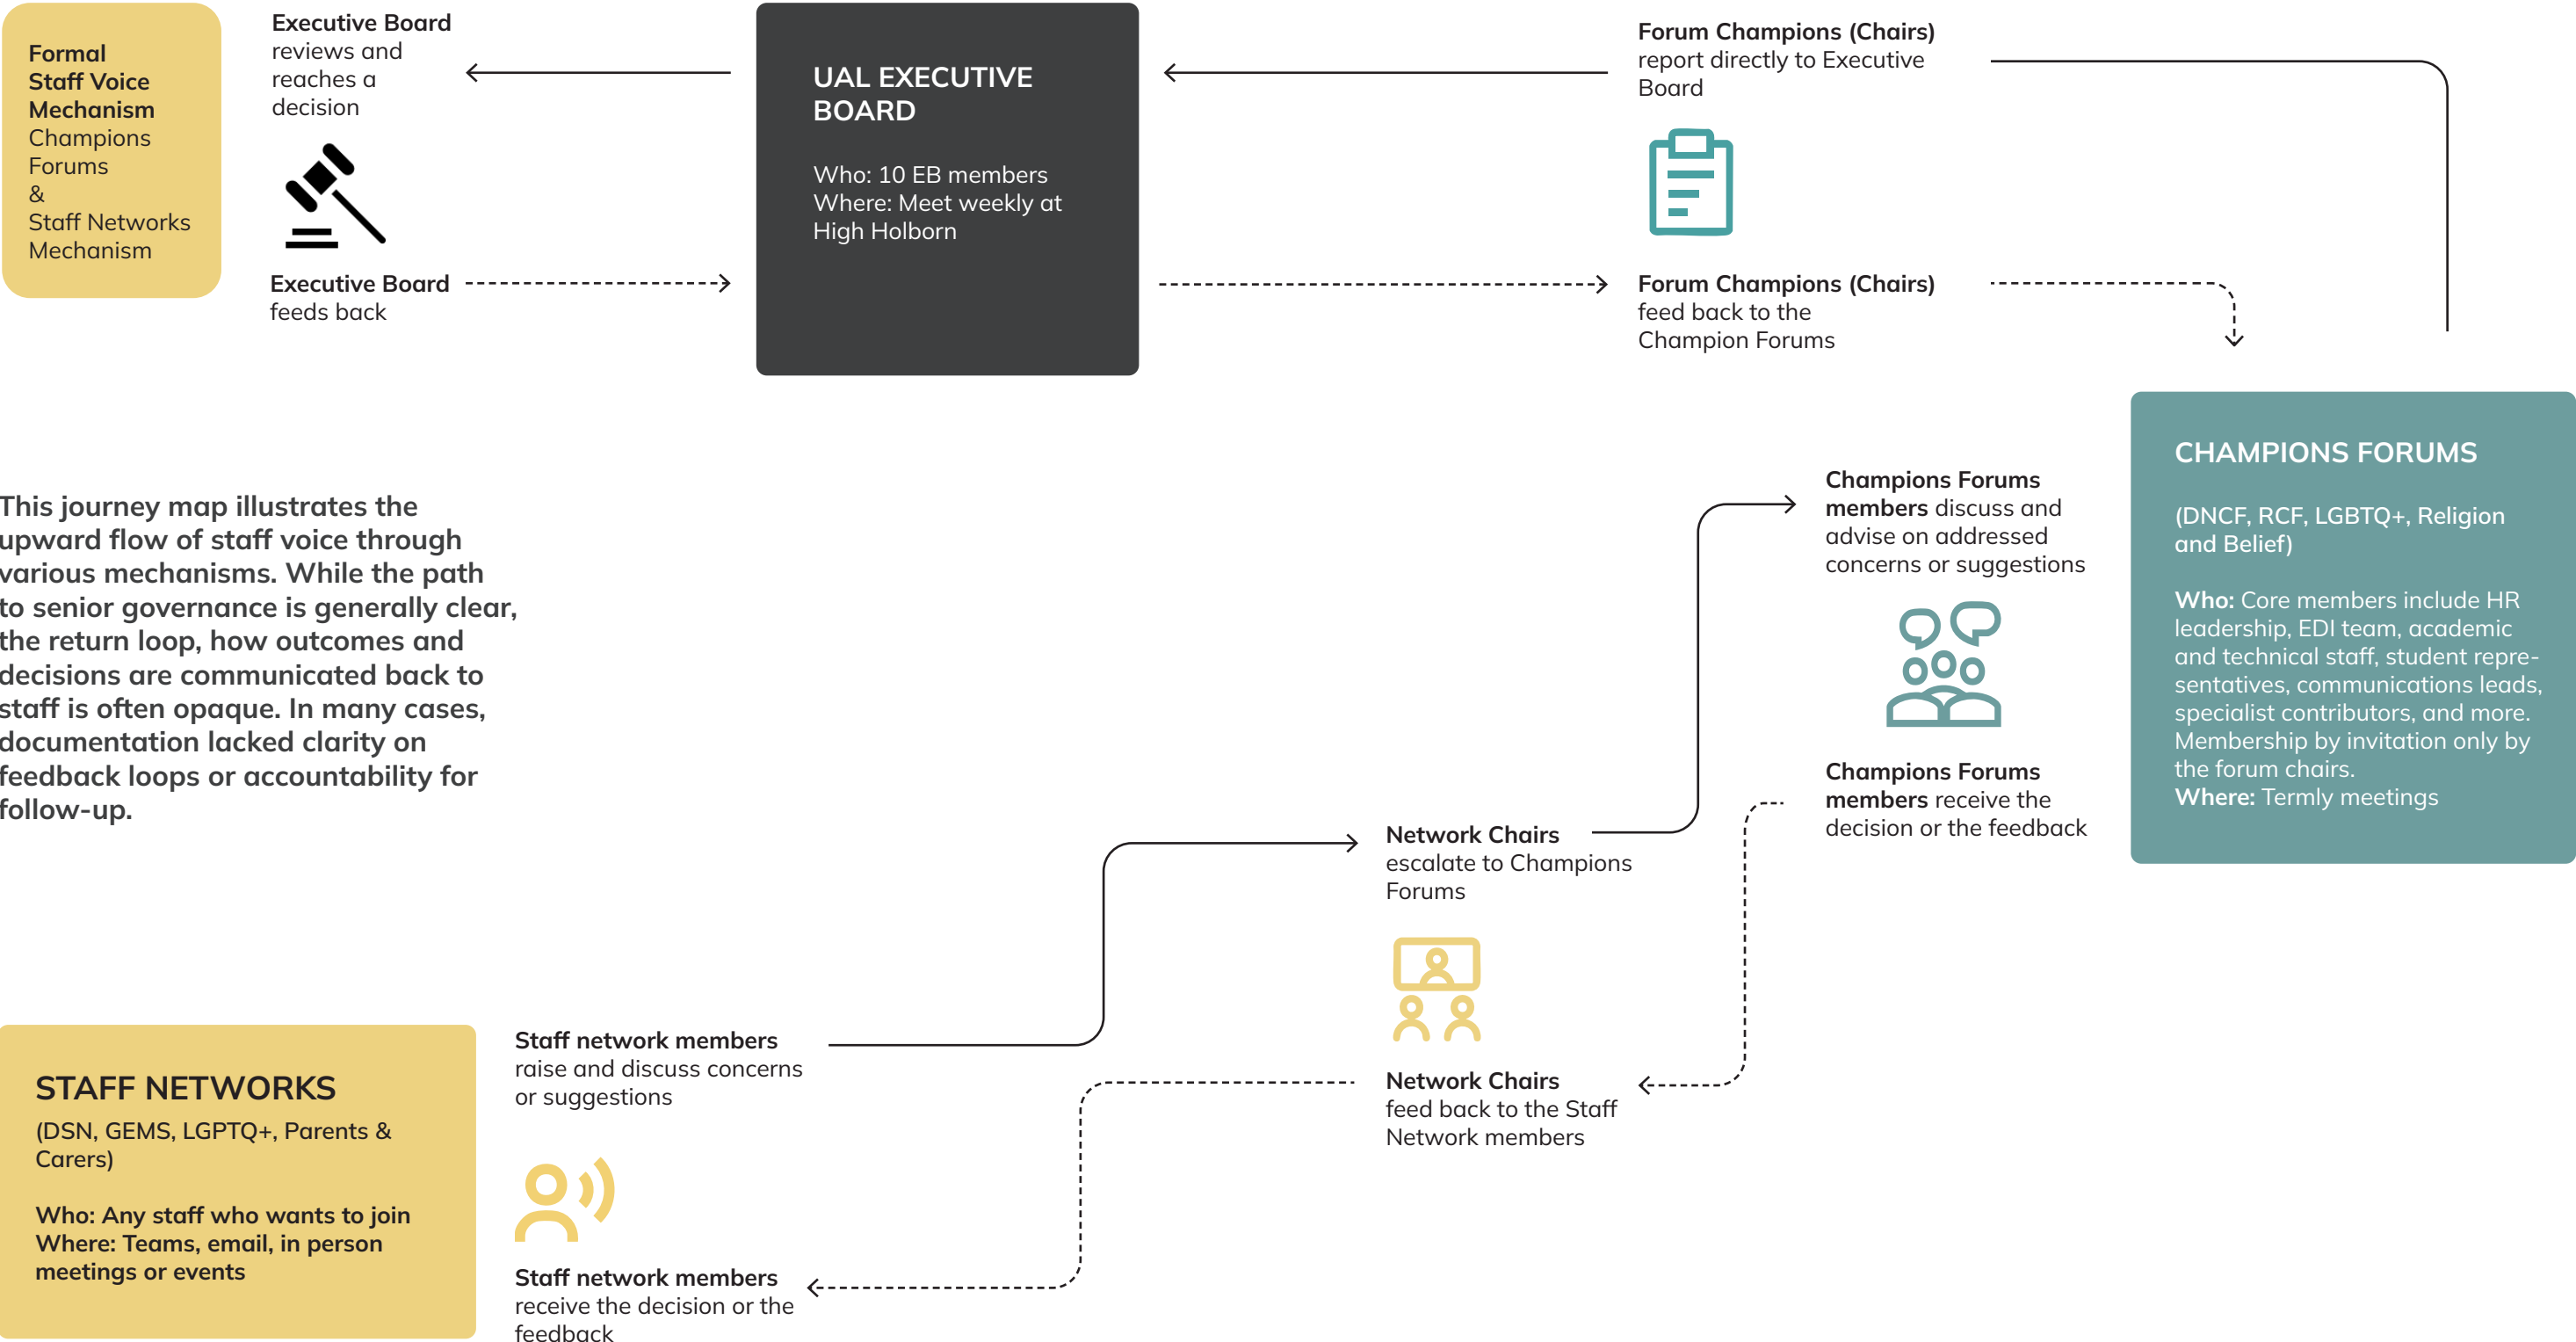 Formal
Staff Voice
Mechanism
Champions
Forums
&
Staff Networks
Mechanism
Executive Board
reviews and
reaches a
decision
Executive Board
feeds back
UAL EXECUTIVE
BOARD
Who: 10 EB members
Where: Meet weekly at
High Holborn
Forum Champions (Chairs)
report directly to Executive
Board
Forum Champions (Chairs)
feed back to the
Champion Forums
This journey map illustrates the
upward flow of staff voice through
various mechanisms. While the path
to senior governance is generally clear,
the return loop, how outcomes and
decisions are communicated back to
staff is often opaque. In many cases,
documentation lacked clarity on
feedback loops or accountability for
follow-up.
Champions Forums
members discuss and
advise on addressed
concerns or suggestions
Champions Forums
members receive the
decision or the feedback
CHAMPIONS FORUMS
(DNCF, RCF, LGBTQ+, Religion
and Belief)
Who: Core members include HR
leadership, EDI team, academic
and technical staff, student repre-
sentatives, communications leads,
specialist contributors, and more.
Membership by invitation only by
the forum chairs.
Where: Termly meetings
Network Chairs
escalate to Champions
Forums
Network Chairs
feed back to the Staff
Network members
STAFF NETWORKS
(DSN, GEMS, LGPTQ+, Parents &
Carers)
Who: Any staff who wants to join
Where: Teams, email, in person
meetings or events
Staff network members
raise and discuss concerns
or suggestions
Staff network members
receive the decision or the
feedback